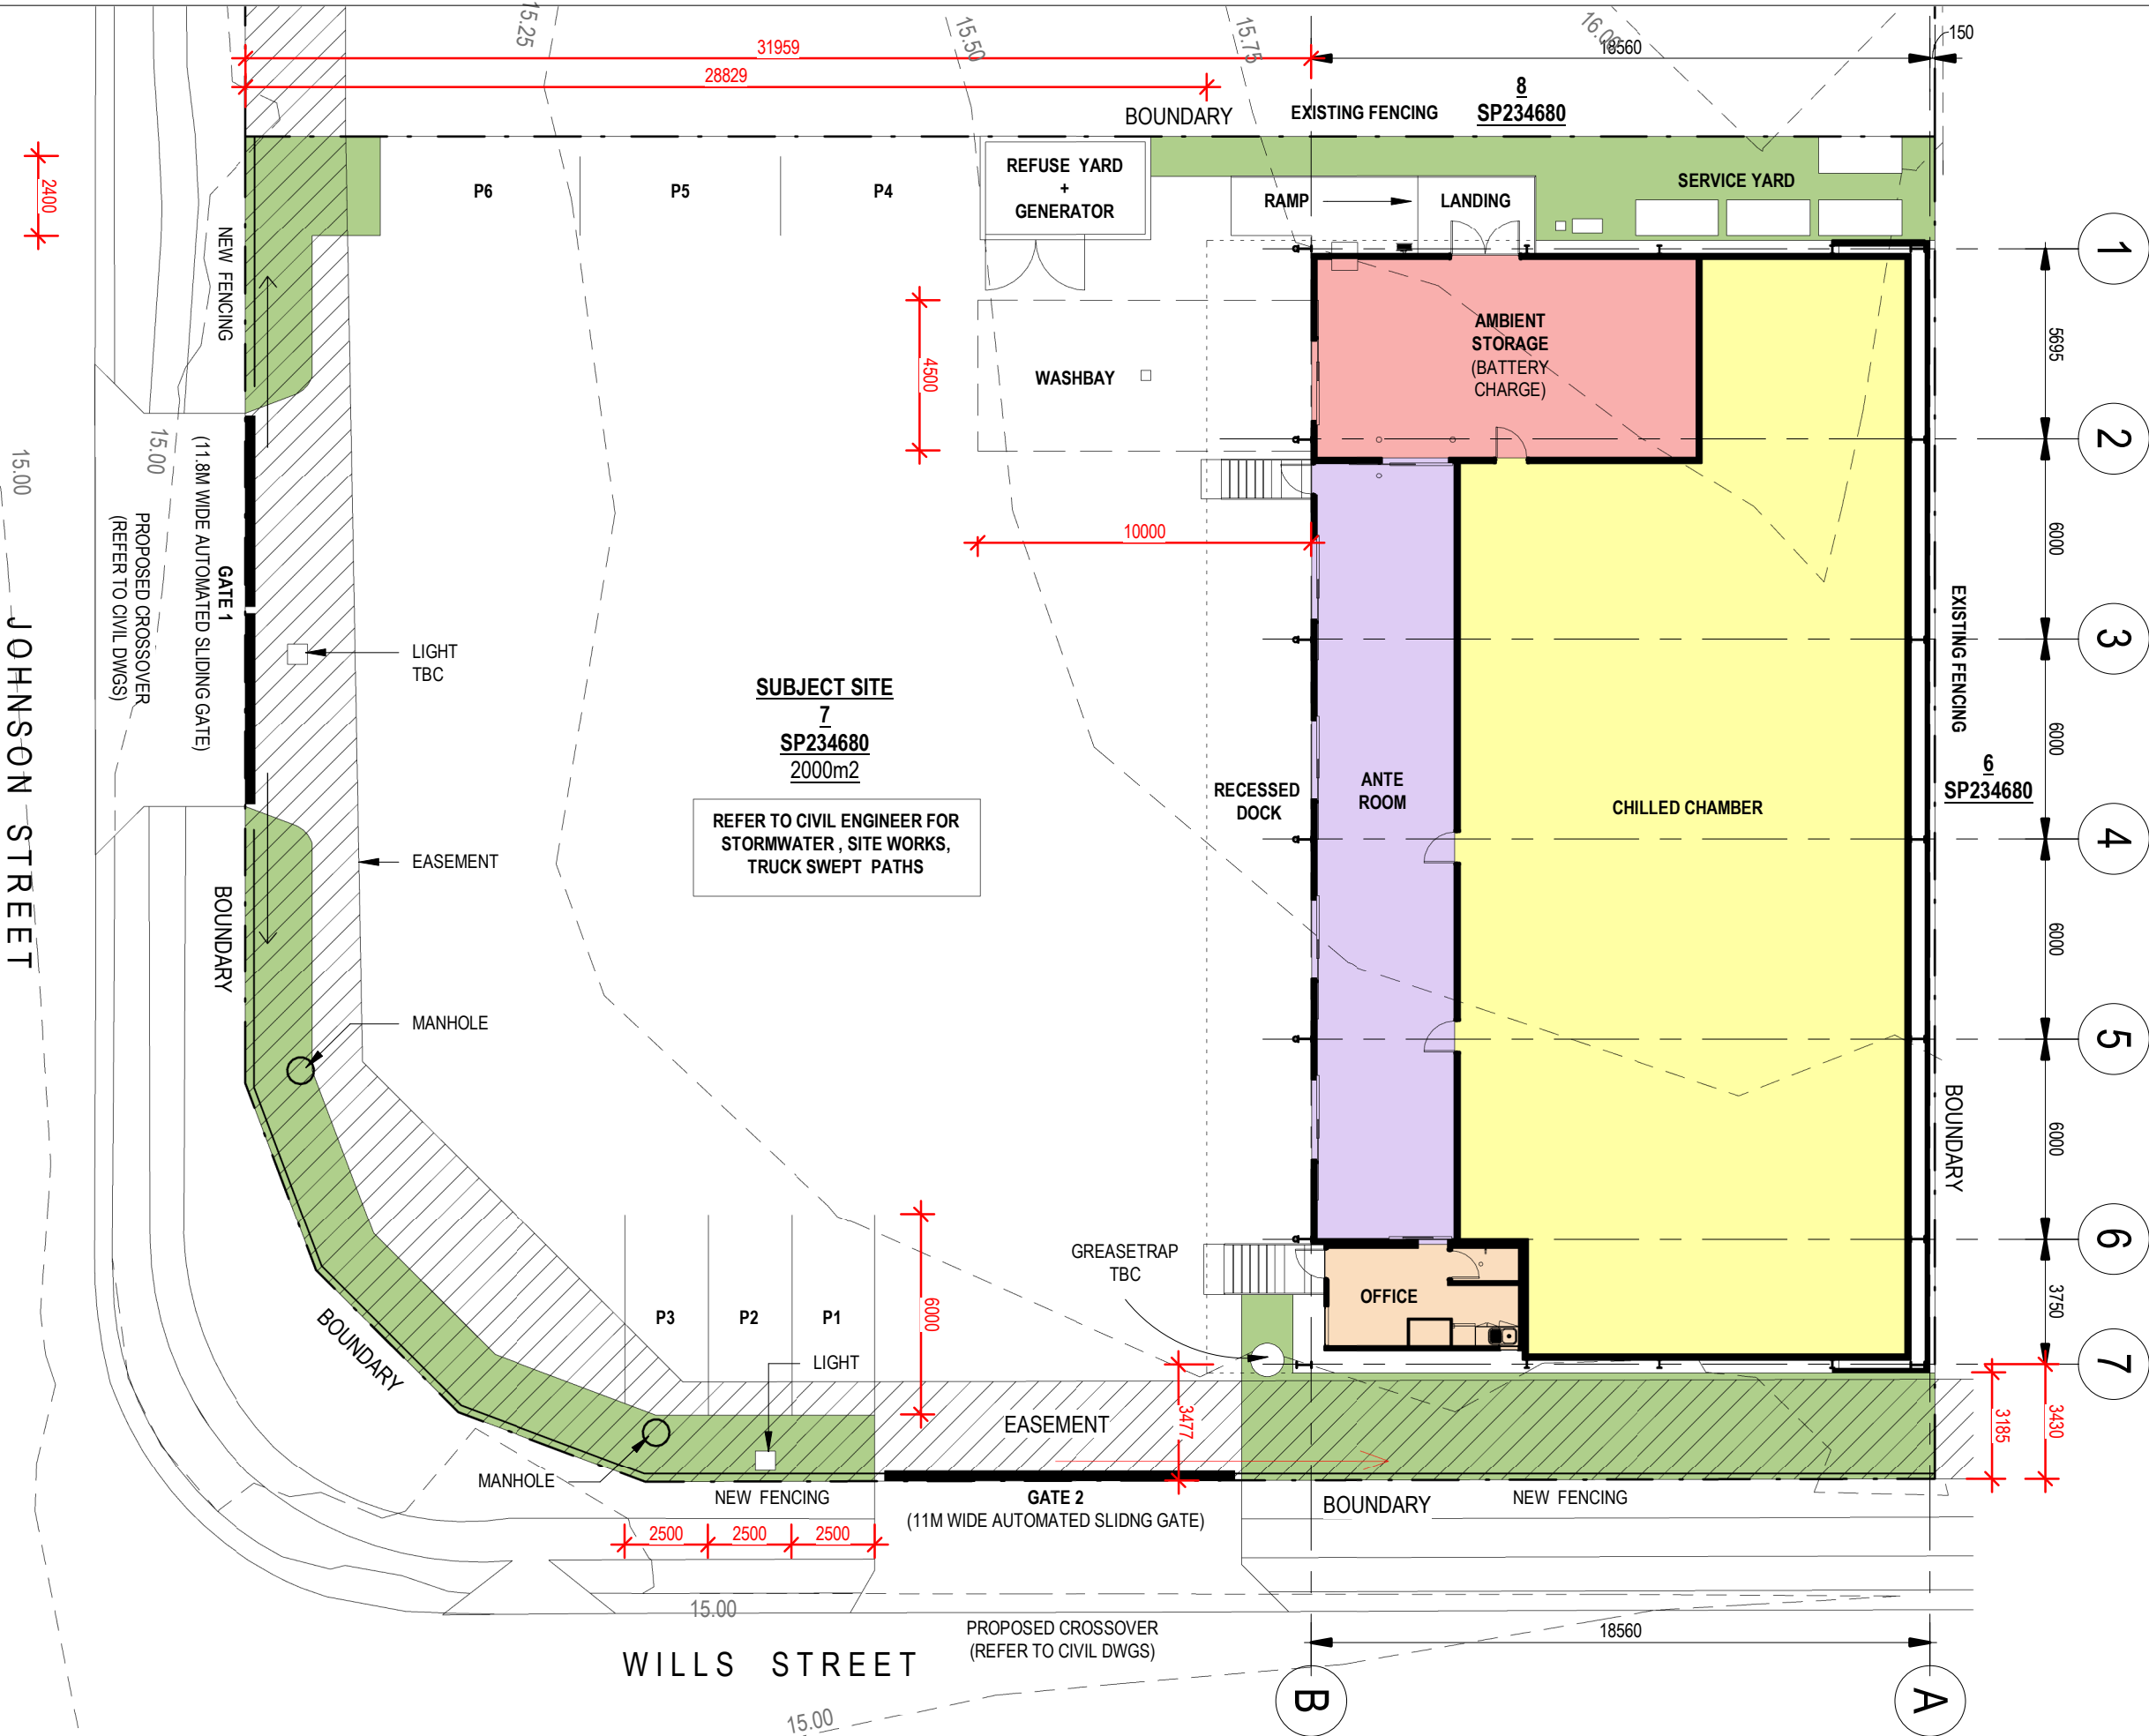 15.25
15.50
15.75
16.00
31959
28829
18560
150
8
SP234680
BOUNDARY
EXISTING FENCING
2400
NEW FENCING
P6
P5
P4
REFUSE YARD
+
GENERATOR
RAMP
LANDING
SERVICE YARD
1
5695
AMBIENT
STORAGE
(BATTERY
CHARGE)
4500
WASHBAY
2
6000
15.00
15.00
GATE 1
(11.8M WIDE AUTOMATED SLIDING GATE)
PROPOSED CROSSOVER
(REFER TO CIVIL DWGS)
10000
EXISTING FENCING
3
6000
LIGHT
TBC
JOHNSON STREET
SUBJECT SITE
7
SP234680
2000m2
REFER TO CIVIL ENGINEER FOR
STORMWATER , SITE WORKS,
TRUCK SWEPT PATHS
RECESSED
DOCK
ANTE
ROOM
CHILLED CHAMBER
6
SP234680
4
6000
EASEMENT
BOUNDARY
MANHOLE
5
6000
BOUNDARY
6
3750
GREASETRAP
TBC
OFFICE
P3
P2
P1
6000
LIGHT
BOUNDARY
7
3477
3185
3430
EASEMENT
MANHOLE
NEW FENCING
GATE 2
(11M WIDE AUTOMATED SLIDNG GATE)
BOUNDARY
NEW FENCING
2500
2500
2500
15.00
PROPOSED CROSSOVER
(REFER TO CIVIL DWGS)
18560
WILLS STREET
15.00
B
A